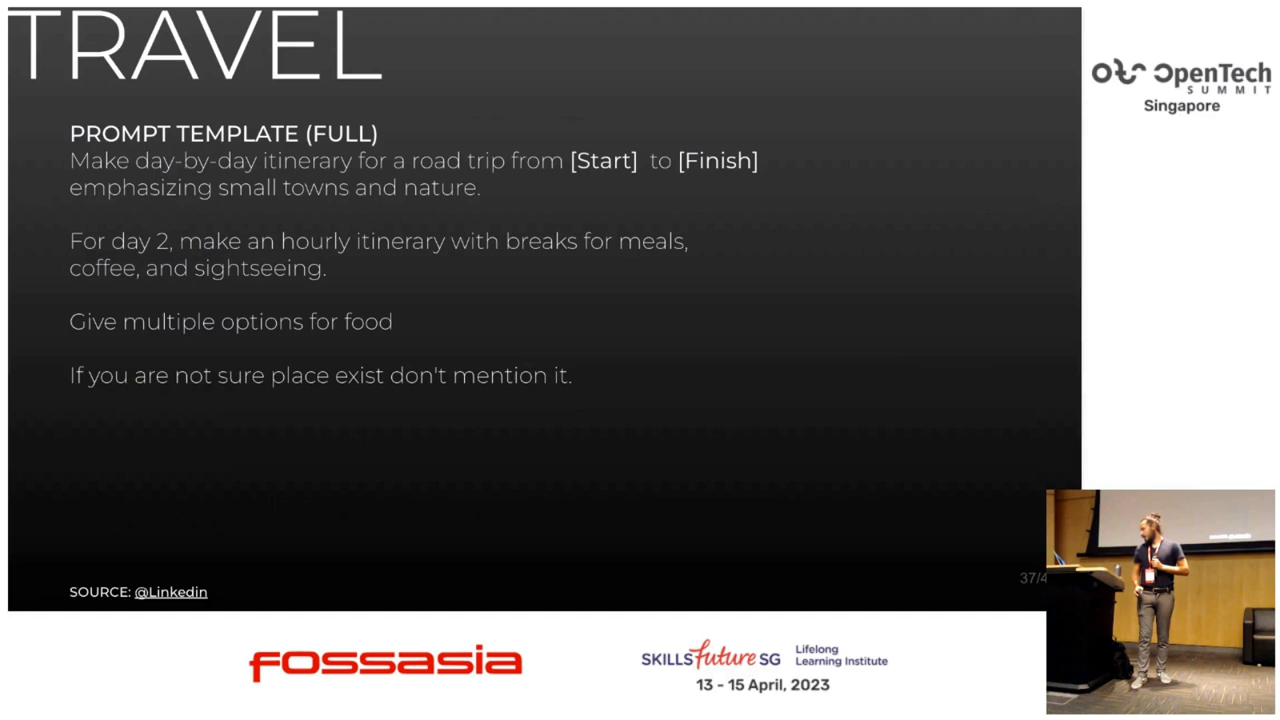 TRAVEL
PROMPT TEMPLATE (FULL)
Make day-by-day itinerary for a road trip from [Start] to [Finish]
emphasizing small towns and nature.
For day 2, make an hourly itinerary with breaks for meals,
coffee, and sightseeing.
Give multiple options for food
If you are not sure place exist don't mention it.
SOURCE: @Linkedin
37/4
OpenTech
SUMMIT
Singapore
fossasia
SKILLSfuture SG
Lifelong
Learning Institute
13 - 15 April, 2023